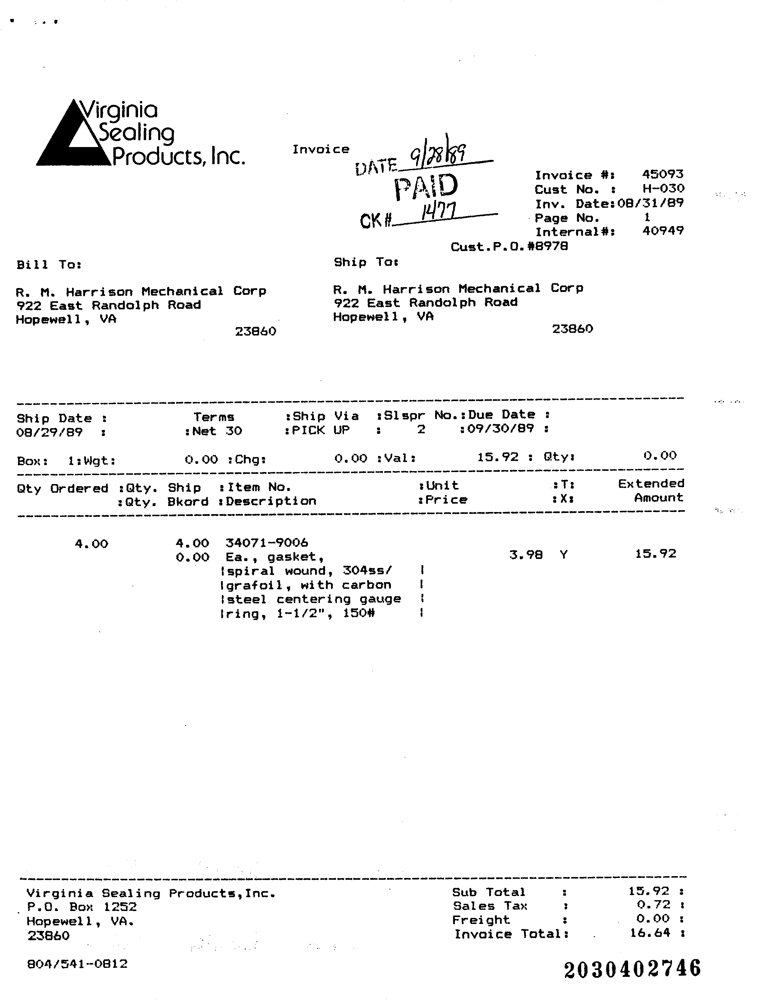 Virginia
Sealing
Products, Inc.
Invoice
DATE 9/28/89
PAID
CK# 1477
Invoice #: 45093
Cust No. : H-030
Inv. Date:08/31/89
Page No. 1
Internal#: 40949
Cust.P.O.#8978
Bill To: Ship To:
R. M. Harrison Mechanical Corp R. M. Harrison Mechanical Corp
922 East Randolph Road 922 East Randolph Road
Hopewell, VA Hopewell, VA
23860 23860
Ship Date : Terms :Ship Via :Slspr No.:Due Date :
08/29/89 : :Net 30 :PICK UP : 2 :09/30/89 :
Box: 1:Wgt: 0.00 :Chg: 0.00 :Val: 15.92 : Qty: 0.00
Qty Ordered :Qty. Ship :Item No. :Unit :T: Extended
:Qty. Bkord :Description :Price :X: Amount
4.00 4.00 34071-9006
0.00 Ea., gasket, 3.98 Y 15.92
|spiral wound, 304ss/ |
|grafoil, with carbon |
|steel centering gauge |
|ring, 1-1/2", 150# |
Virginia Sealing Products,Inc. Sub Total : 15.92 :
P.O. Box 1252 Sales Tax : 0.72 :
Hopewell, VA. Freight : 0.00 :
23860 Invoice Total: 16.64 :
804/541-0812
2030402746